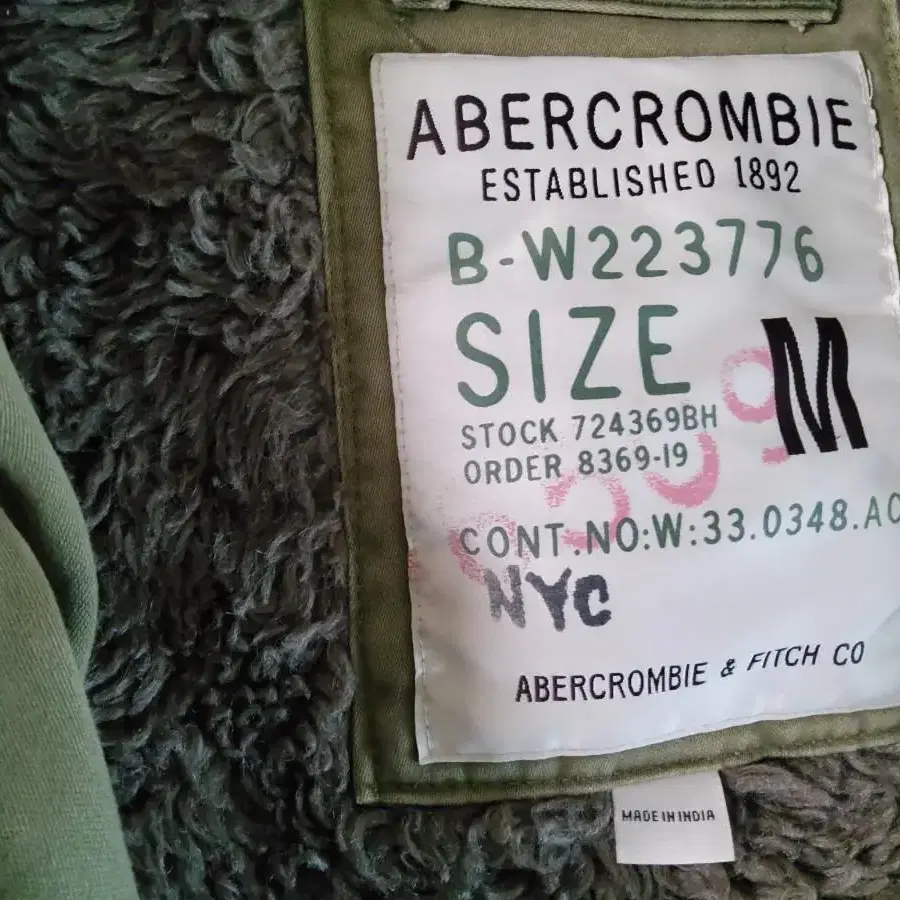 ABERCROMBIE
ESTABLISHED 1892
B-W223776
SIZE M
STOCK 724369BH
ORDER 8369-19
CONT.NO:W:33.0348.AC
NYC
ABERCROMBIE & FITCH CO
MADE IN INDIA